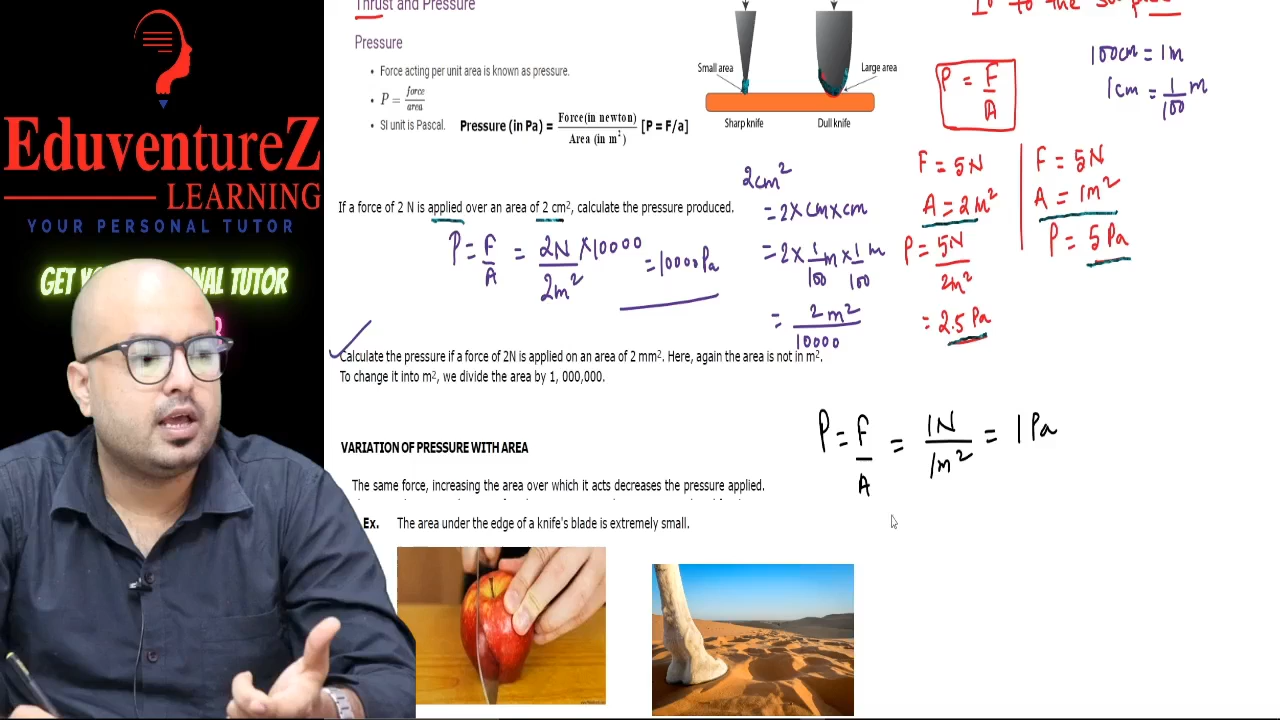 Thrust and Pressure
Pressure
• Force acting per unit area is known as pressure.
• P = force/area
• SI unit is Pascal. Pressure (in Pa) = Force(in newton)/Area (in m²) [P = F/a]
Small area
Large area
Sharp knife
Dull knife
to the
P = F/A
100cm = 1m
1cm = 1/100 m
EduventureZ
LEARNING
YOUR PERSONAL TUTOR
TUTOR
If a force of 2 N is applied over an area of 2 cm², calculate the pressure produced.
P = F/A = 2N/2m² × 10000 = 10000 Pa
2cm²
= 2 × cm × cm
= 2 × 1/100 m × 1/100 m
= 2 m²/10000
F = 5N
A = 2m²
P = 5N/2m²
= 2.5 Pa
F = 5N
A = 1m²
P = 5 Pa
Calculate the pressure if a force of 2N is applied on an area of 2 mm². Here, again the area is not in m².
To change it into m², we divide the area by 1, 000,000.
P = F/A = 1N/1m² = 1 Pa
VARIATION OF PRESSURE WITH AREA
The same force, increasing the area over which it acts decreases the pressure applied.
Ex. The area under the edge of a knife's blade is extremely small.